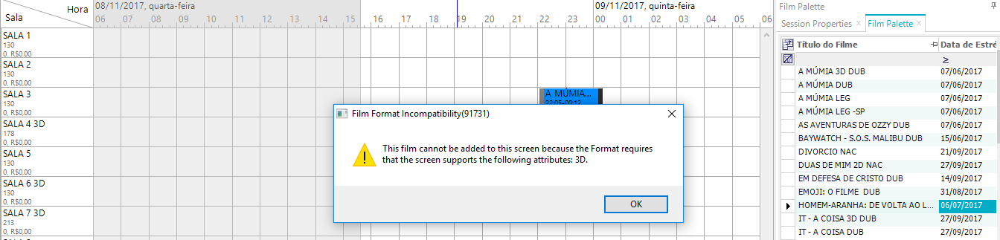 Hora
08/11/2017, quarta-feira
09/11/2017, quinta-feira
Sala
06 07 08 09 10 11 12 13 14 15 16 17 18 19 20 21 22 23 00 01 02 03 04 05 06
SALA 1
130
0, R$0,00
SALA 2
130
0, R$0,00
SALA 3
130
0, R$0,00
SALA 4 3D
178
0, R$0,00
SALA 5
130
0, R$0,00
SALA 6 3D
0, R$0,00
SALA 7 3D
213
0, R$0,00
A MÚMIA...
22:05-00:12
Film Format Incompatibility(91731)
This film cannot be added to this screen because the Format requires
that the screen supports the following attributes: 3D.
OK
Film Palette
Session Properties
Film Palette
Título do Filme
Data de Estré
≥
A MÚMIA 3D DUB 07/06/2017
A MÚMIA DUB 07/06/2017
A MÚMIA LEG 07/06/2017
A MÚMIA LEG -SP 07/06/2017
AS AVENTURAS DE OZZY DUB 07/06/2017
BAYWATCH - S.O.S. MALIBU DUB 15/06/2017
DIVORCIO NAC 21/09/2017
DUAS DE MIM 2D NAC 27/09/2017
EM DEFESA DE CRISTO DUB 14/09/2017
EMOJI: O FILME DUB 31/08/2017
HOMEM-ARANHA: DE VOLTA AO L... 06/07/2017
IT - A COISA 3D DUB 27/09/2017
IT - A COISA DUB 27/09/2017